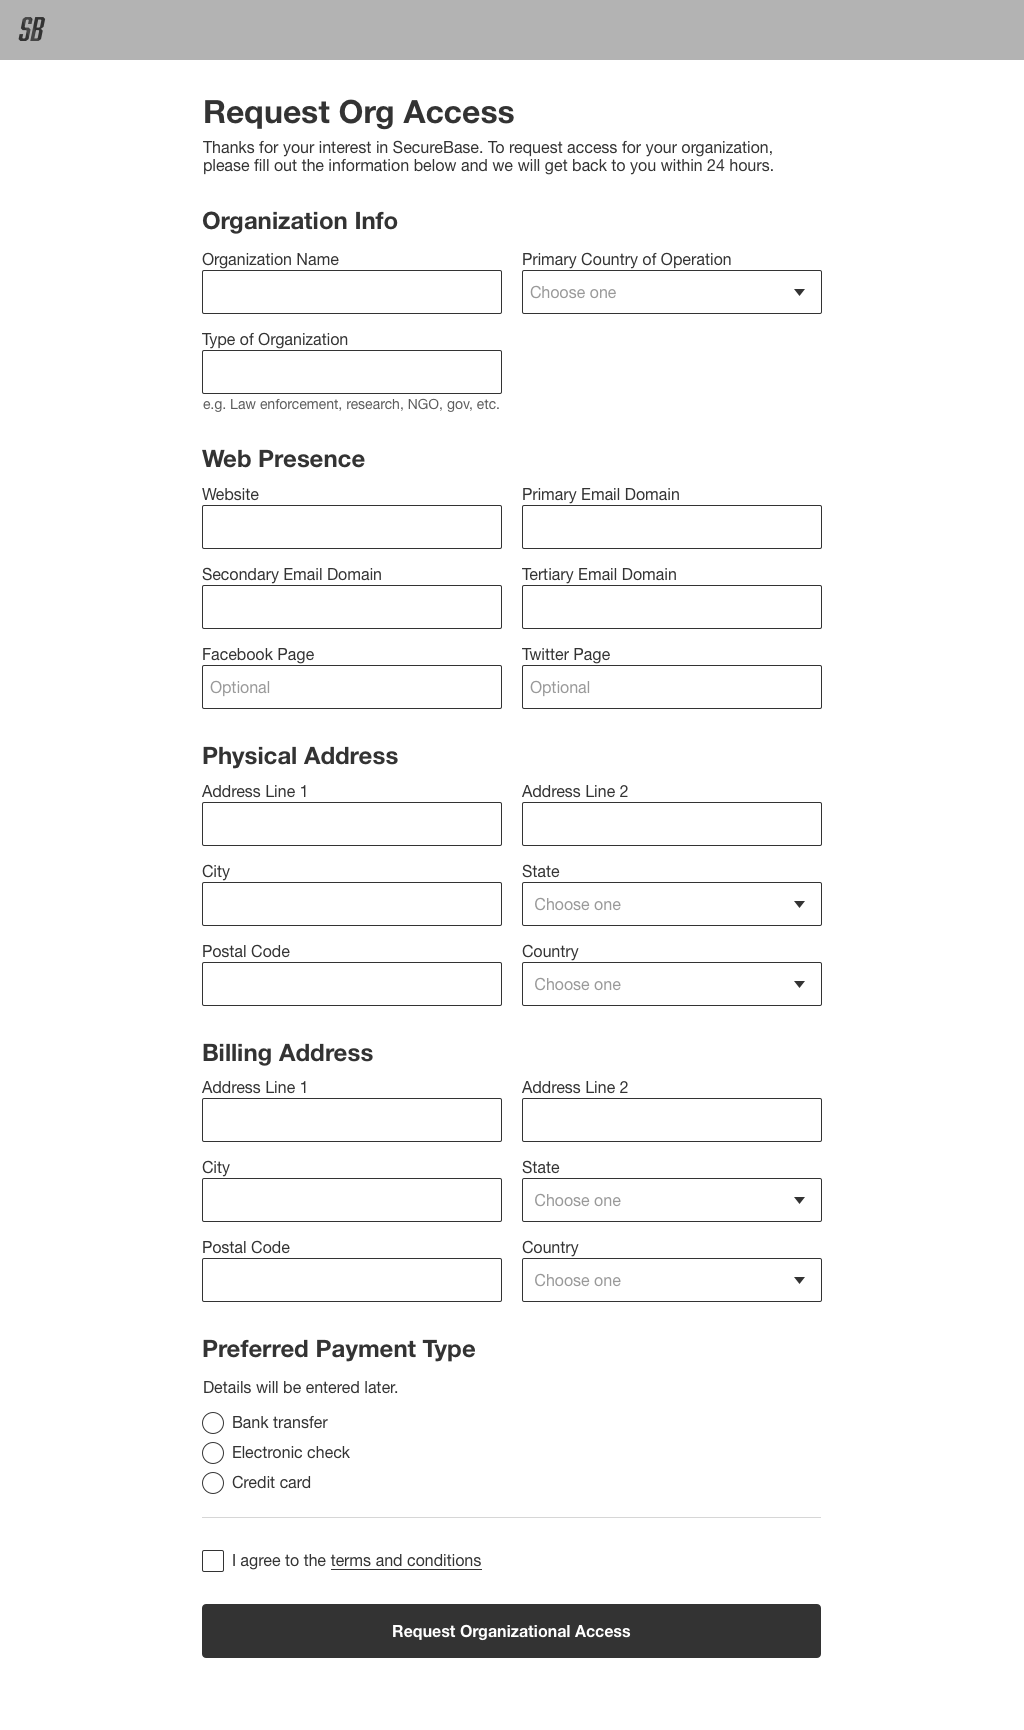 SB
Request Org Access
Thanks for your interest in SecureBase. To request access for your organization,
please fill out the information below and we will get back to you within 24 hours.
Organization Info
Organization Name
Primary Country of Operation
Choose one
Type of Organization
e.g. Law enforcement, research, NGO, gov, etc.
Web Presence
Website
Primary Email Domain
Secondary Email Domain
Tertiary Email Domain
Facebook Page
Twitter Page
Optional
Optional
Physical Address
Address Line 1
Address Line 2
City
State
Choose one
Postal Code
Country
Choose one
Billing Address
Address Line 1
Address Line 2
City
State
Choose one
Postal Code
Country
Choose one
Preferred Payment Type
Details will be entered later.
Bank transfer
Electronic check
Credit card
I agree to the terms and conditions
Request Organizational Access